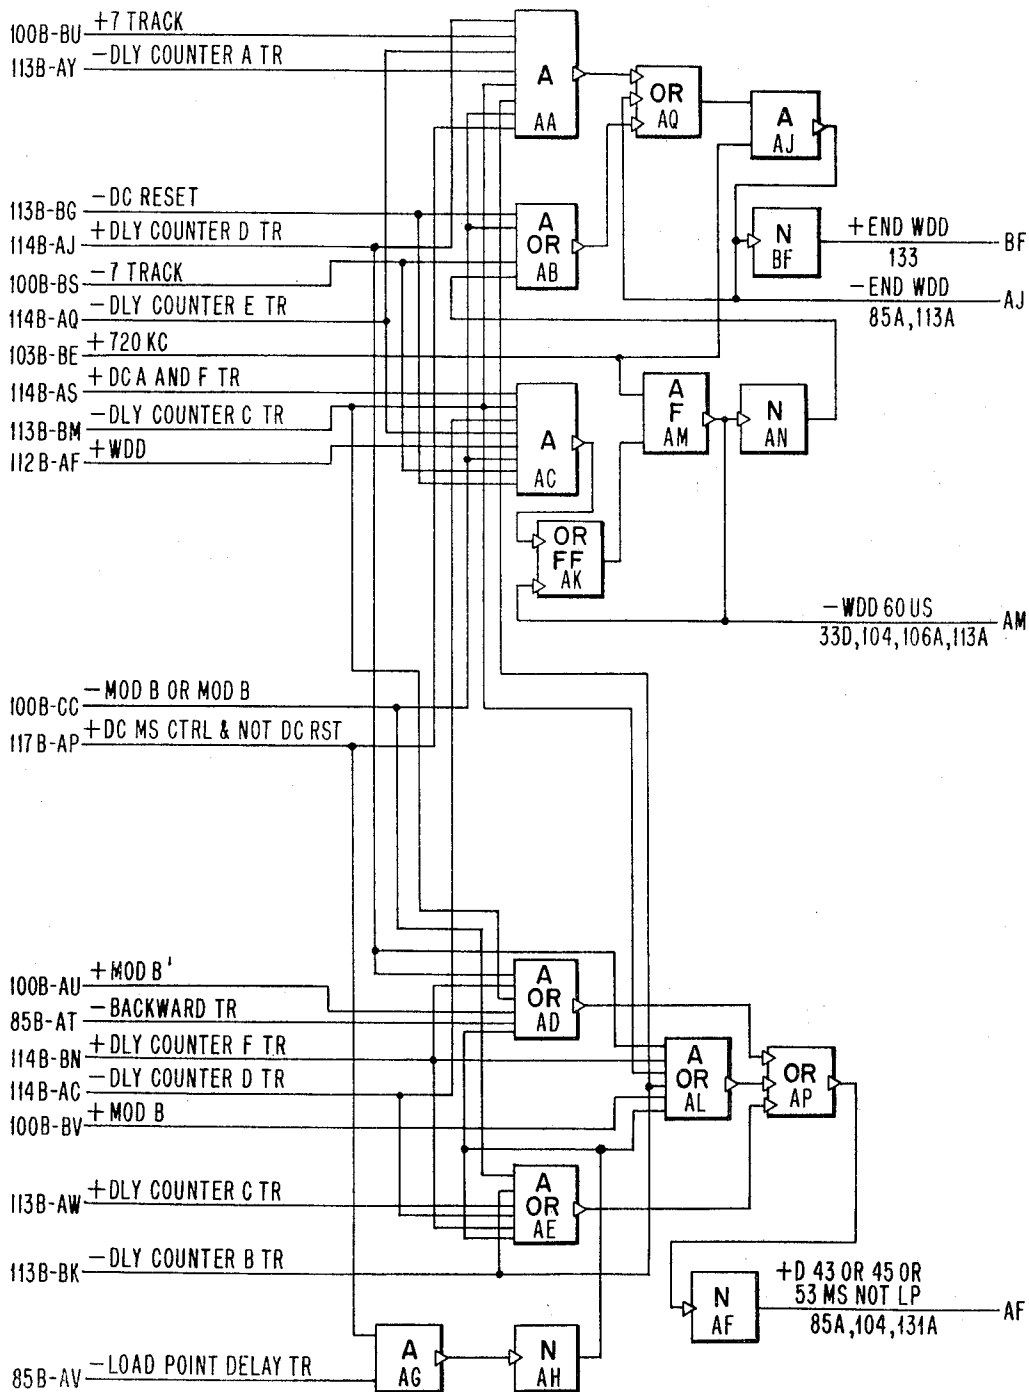 100B-BU +7 TRACK
113B-AY -DLY COUNTER A TR
A
AA
OR
AQ
A
AJ
113B-BG -DC RESET
114B-AJ +DLY COUNTER D TR
100B-BS -7 TRACK
114B-AQ -DLY COUNTER E TR
103B-BE +720 KC
114B-AS +DCA AND F TR
113B-BM -DLY COUNTER C TR
112B-AF +WDD
A
OR
AB
N
BF
+END WDD
133
BF
-END WDD
85A,113A
AJ
A
AC
A
F
AM
N
AN
OR
FF
AK
-WDD 60 US
33D,104,106A,113A
AM
100B-CC -MOD B OR MOD B
117B-AP +DC MS CTRL & NOT DC RST
100B-AU +MOD B'
85B-AT -BACKWARD TR
114B-BN +DLY COUNTER F TR
114B-AC -DLY COUNTER D TR
100B-BV +MOD B
113B-AW +DLY COUNTER C TR
113B-BK -DLY COUNTER B TR
A
OR
AD
A
OR
AL
OR
AP
A
OR
AE
N
AF
+D 43 OR 45 OR
53 MS NOT LP
85A,104,131A
AF
85B-AV -LOAD POINT DELAY TR
A
AG
N
AH